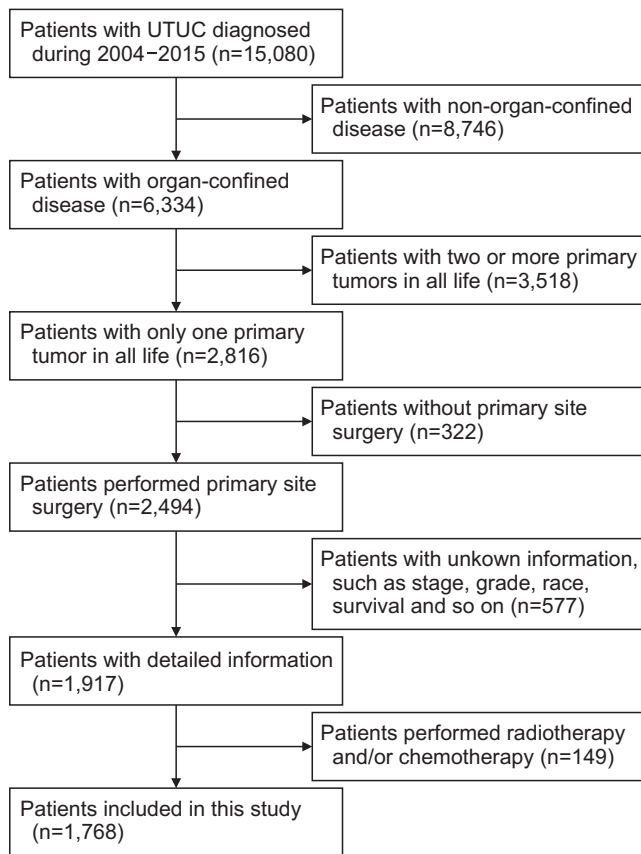 Patients with UTUC diagnosed
during 2004−2015 (n=15,080)
Patients with non-organ-confined
disease (n=8,746)
Patients with organ-confined
disease (n=6,334)
Patients with two or more primary
tumors in all life (n=3,518)
Patients with only one primary
tumor in all life (n=2,816)
Patients without primary site
surgery (n=322)
Patients performed primary site
surgery (n=2,494)
Patients with unkown information,
such as stage, grade, race,
survival and so on (n=577)
Patients with detailed information
(n=1,917)
Patients performed radiotherapy
and/or chemotherapy (n=149)
Patients included in this study
(n=1,768)